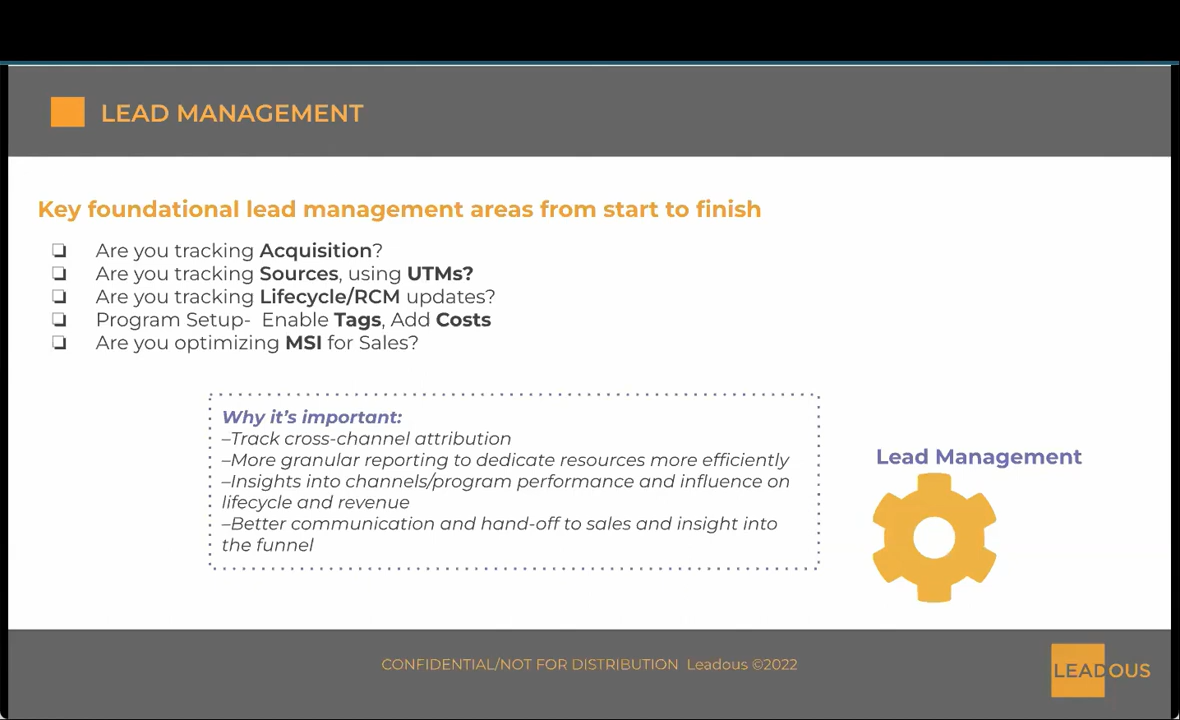 LEAD MANAGEMENT
Key foundational lead management areas from start to finish
❏ Are you tracking Acquisition?
❏ Are you tracking Sources, using UTMs?
❏ Are you tracking Lifecycle/RCM updates?
❏ Program Setup- Enable Tags, Add Costs
❏ Are you optimizing MSI for Sales?
Why it's important:
–Track cross-channel attribution
–More granular reporting to dedicate resources more efficiently
–Insights into channels/program performance and influence on
lifecycle and revenue
–Better communication and hand-off to sales and insight into
the funnel
Lead Management
CONFIDENTIAL/NOT FOR DISTRIBUTION Leadous ©2022
LEADOUS